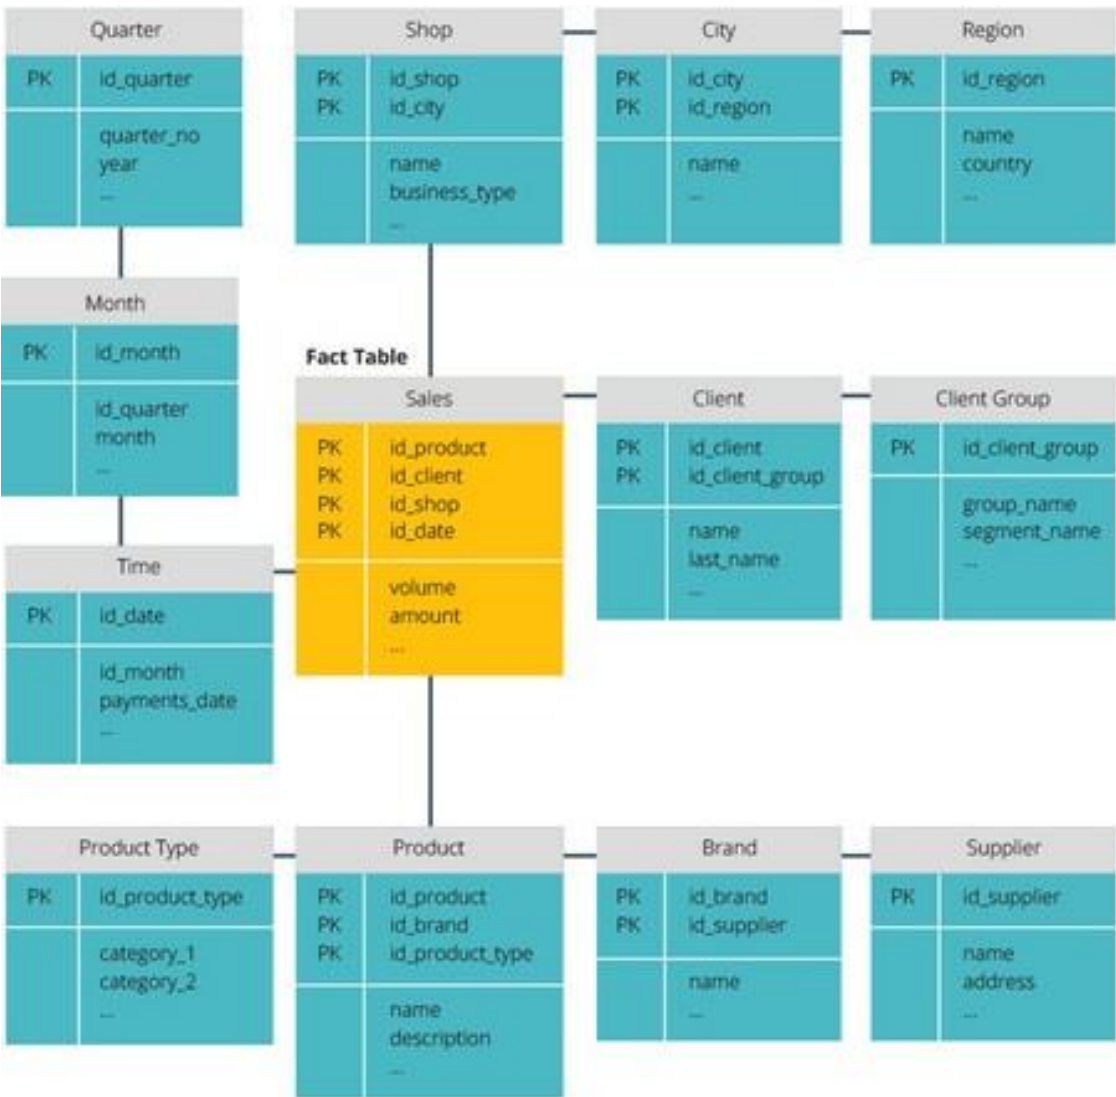 Quarter
PK id_quarter
quarter_no
year
...
Shop
PK id_shop
PK id_city
name
business_type
...
City
PK id_city
PK id_region
name
...
Region
PK id_region
name
country
...
Month
PK id_month
id_quarter
month
...
Fact Table
Sales
PK id_product
PK id_client
PK id_shop
PK id_date
volume
amount
...
Client
PK id_client
PK id_client_group
name
last_name
...
Client Group
PK id_client_group
group_name
segment_name
...
Time
PK id_date
id_month
payments_date
...
Product Type
PK id_product_type
category_1
category_2
...
Product
PK id_product
PK id_brand
PK id_product_type
name
description
...
Brand
PK id_brand
PK id_supplier
name
...
Supplier
PK id_supplier
name
address
...